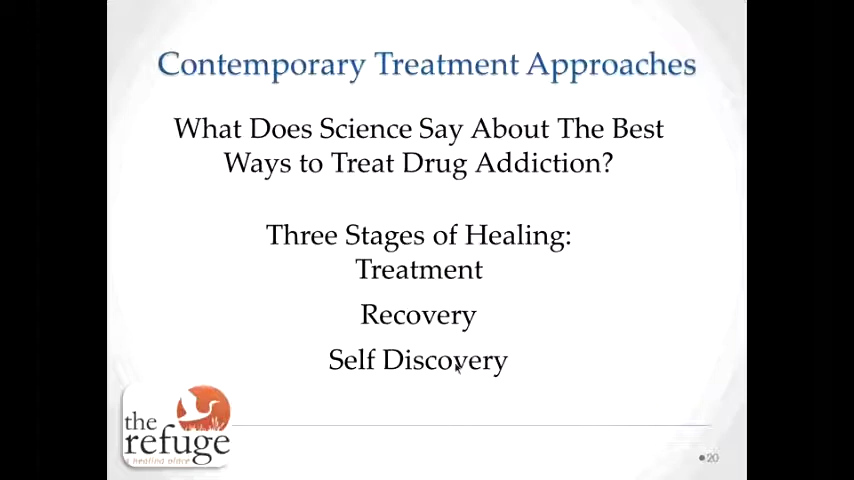 Contemporary Treatment Approaches
What Does Science Say About The Best
Ways to Treat Drug Addiction?
Three Stages of Healing:
Treatment
Recovery
Self Discovery
the
refuge
a healing place
20